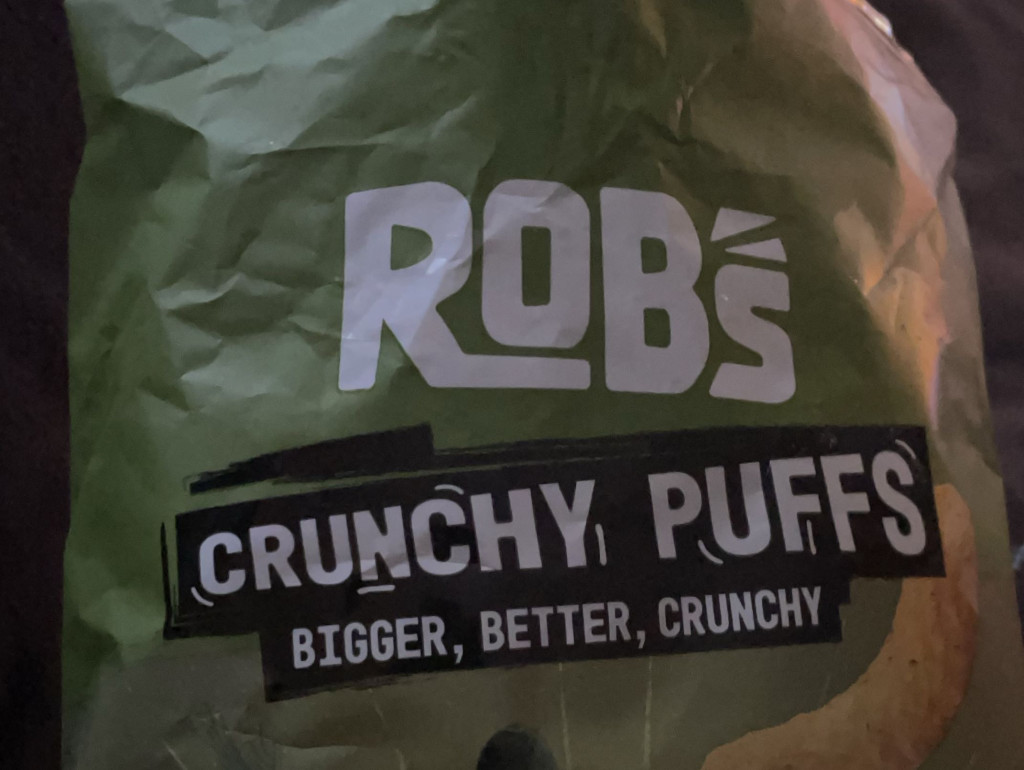 ROB's
CRUNCHY PUFFS
BIGGER, BETTER, CRUNCHY